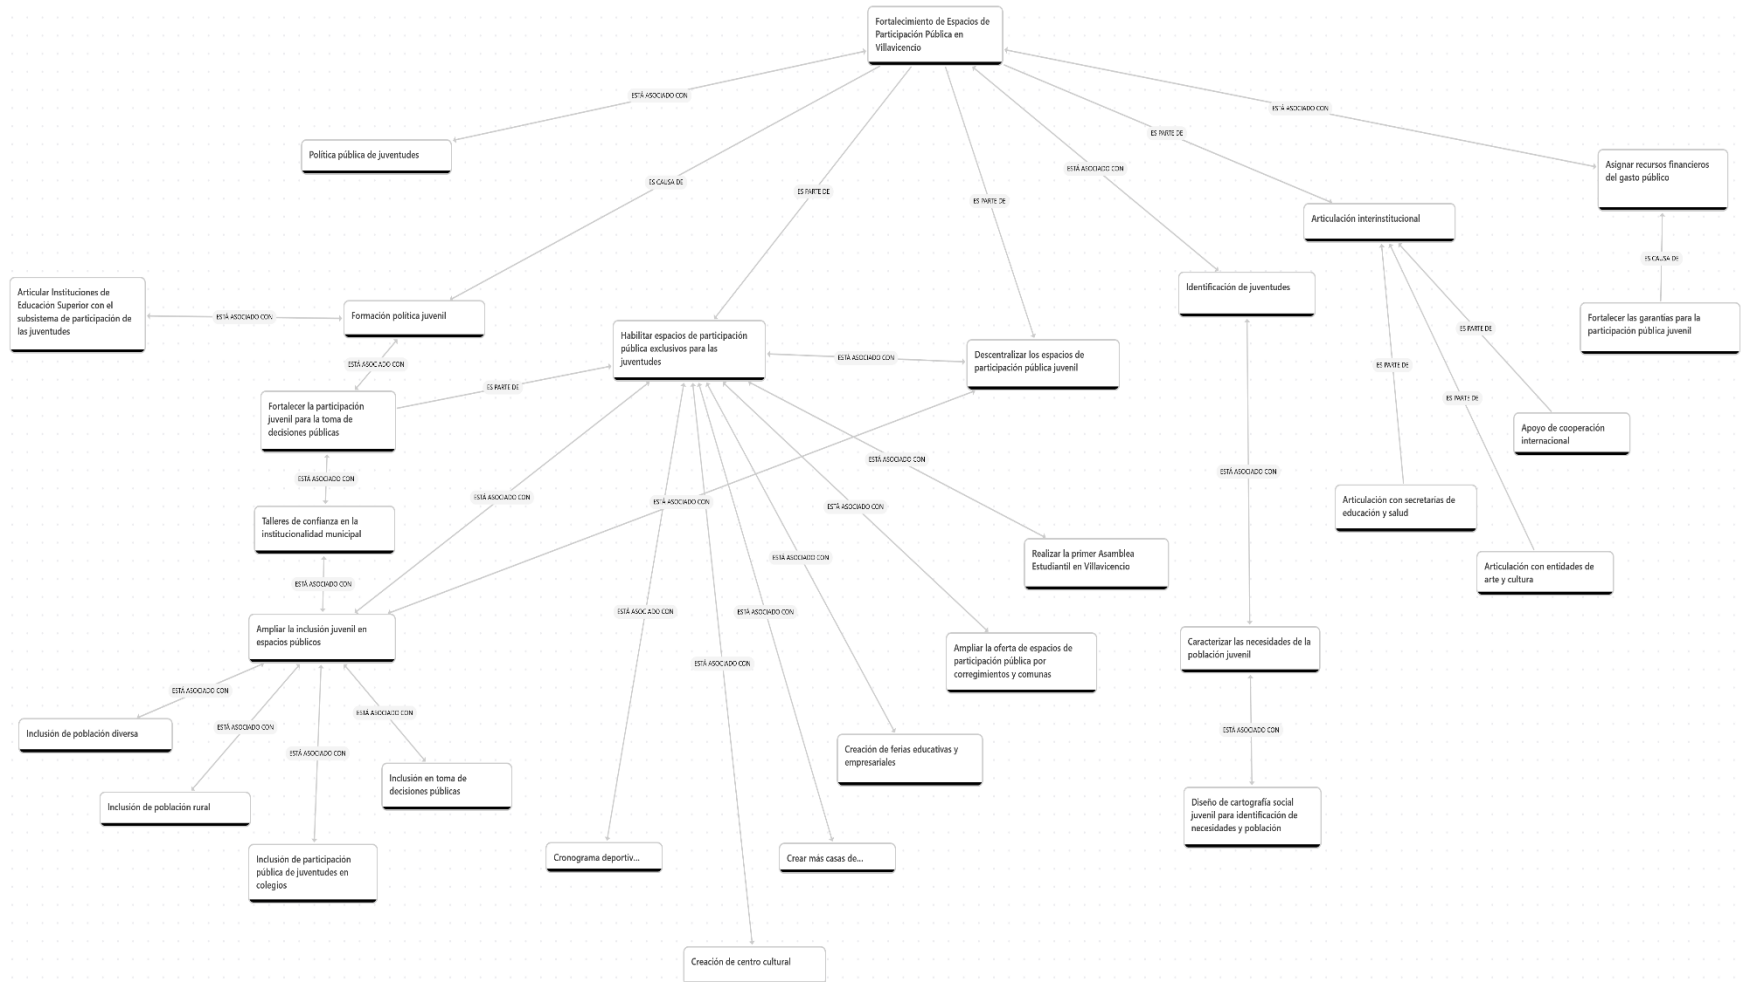 Fortalecimiento de Espacios de
Participación Pública en
Villavicencio
ESTÁ ASOCIADO CON
ESTÁ ASOCIADO CON
ES PARTE DE
Política pública de juventudes
ESTÁ ASOCIADO CON
Asignar recursos financieros
del gasto público
ES CAUSA DE
ES PARTE DE
ES PARTE DE
Articulación interinstitucional
ES CAUSA DE
Articular Instituciones de
Educación Superior con el
subsistema de participación de
las juventudes
ESTÁ ASOCIADO CON
Formación política juvenil
Identificación de juventudes
Fortalecer las garantías para la
participación pública juvenil
Habilitar espacios de participación
pública exclusivos para las
juventudes
ESTÁ ASOCIADO CON
Descentralizar los espacios de
participación pública juvenil
ES PARTE DE
ESTÁ ASOCIADO CON
ES PARTE DE
ES PARTE DE
ES PARTE DE
Fortalecer la participación
juvenil para la toma de
decisiones públicas
Apoyo de cooperación
internacional
ESTÁ ASOCIADO CON
ESTÁ ASOCIADO CON
ESTÁ ASOCIADO CON
ESTÁ ASOCIADO CON
ESTÁ ASOCIADO CON
ESTÁ ASOCIADO CON
Articulación con secretarias de
educación y salud
Talleres de confianza en la
institucionalidad municipal
ESTÁ ASOCIADO CON
Realizar la primer Asamblea
Estudiantil en Villavicencio
Articulación con entidades de
arte y cultura
ESTÁ ASOCIADO CON
ESTÁ ASOCIADO CON
ESTÁ ASOCIADO CON
Ampliar la inclusión juvenil en
espacios públicos
Ampliar la oferta de espacios de
participación pública por
corregimientos y comunas
Caracterizar las necesidades de la
población juvenil
ESTÁ ASOCIADO CON
ESTÁ ASOCIADO CON
ESTÁ ASOCIADO CON
ESTÁ ASOCIADO CON
ESTÁ ASOCIADO CON
ESTÁ ASOCIADO CON
Inclusión de población diversa
Creación de ferias educativas y
empresariales
Inclusión en toma de
decisiones públicas
Inclusión de población rural
Diseño de cartografía social
juvenil para identificación de
necesidades y población
Inclusión de participación
pública de juventudes en
colegios
Cronograma deportiv...
Crear más casas de...
Creación de centro cultural